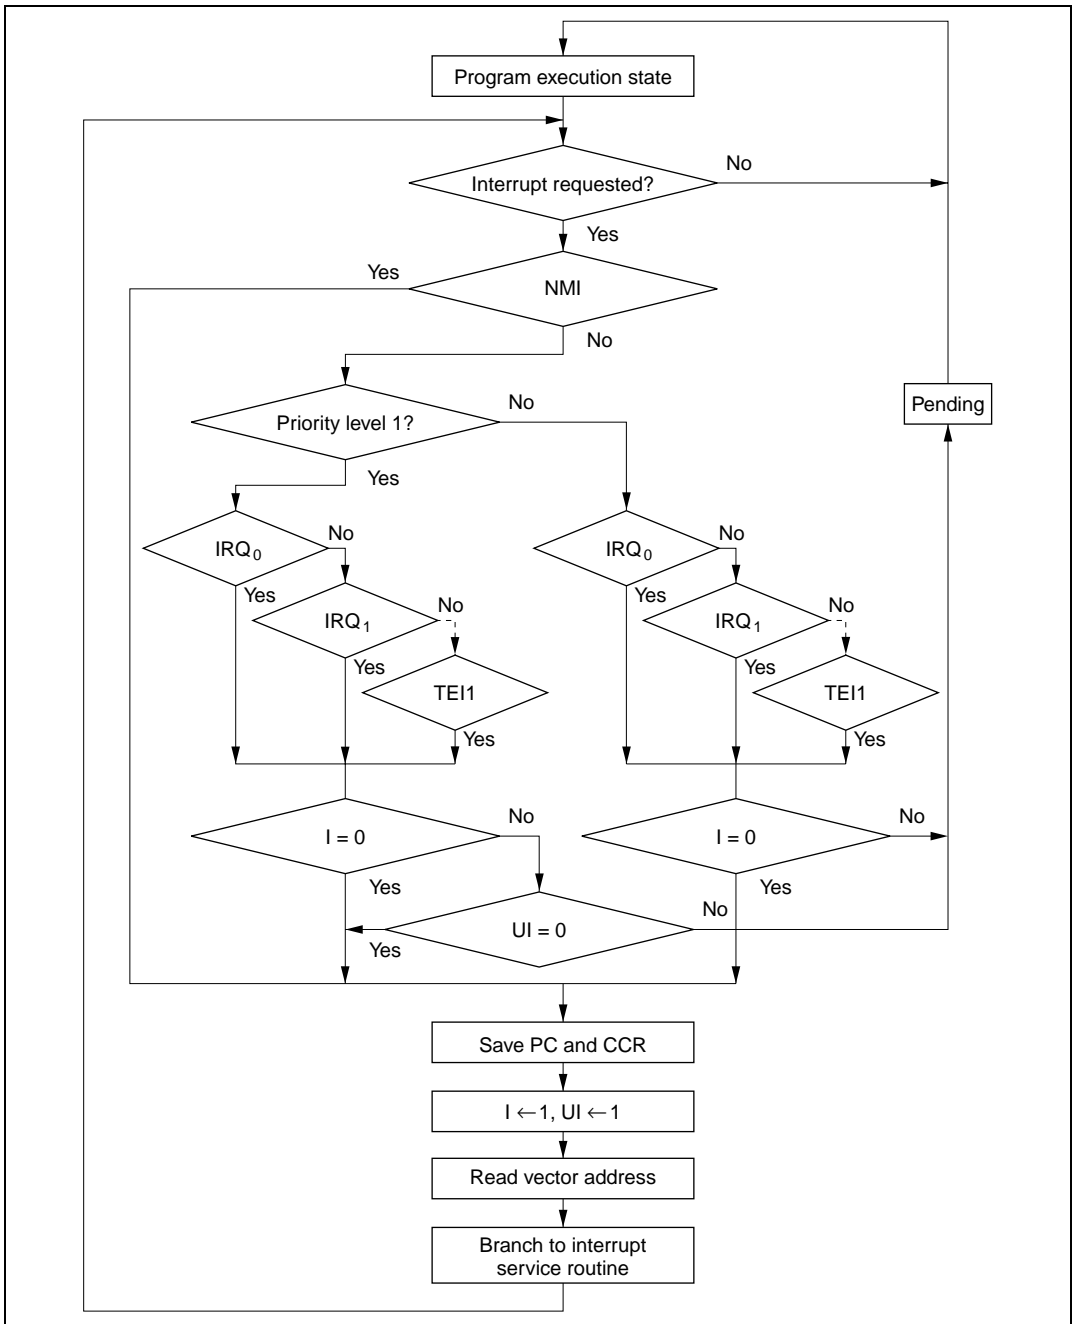 Program execution state
No
Interrupt requested?
Yes
Yes
NMI
No
No
Pending
Priority level 1?
Yes
No
No
IRQ₀
IRQ₀
Yes
No
Yes
No
IRQ₁
IRQ₁
Yes
Yes
TEI1
TEI1
Yes
Yes
No
No
I = 0
I = 0
Yes
Yes
No
UI = 0
Yes
Save PC and CCR
I ← 1, UI ← 1
Read vector address
Branch to interrupt
service routine